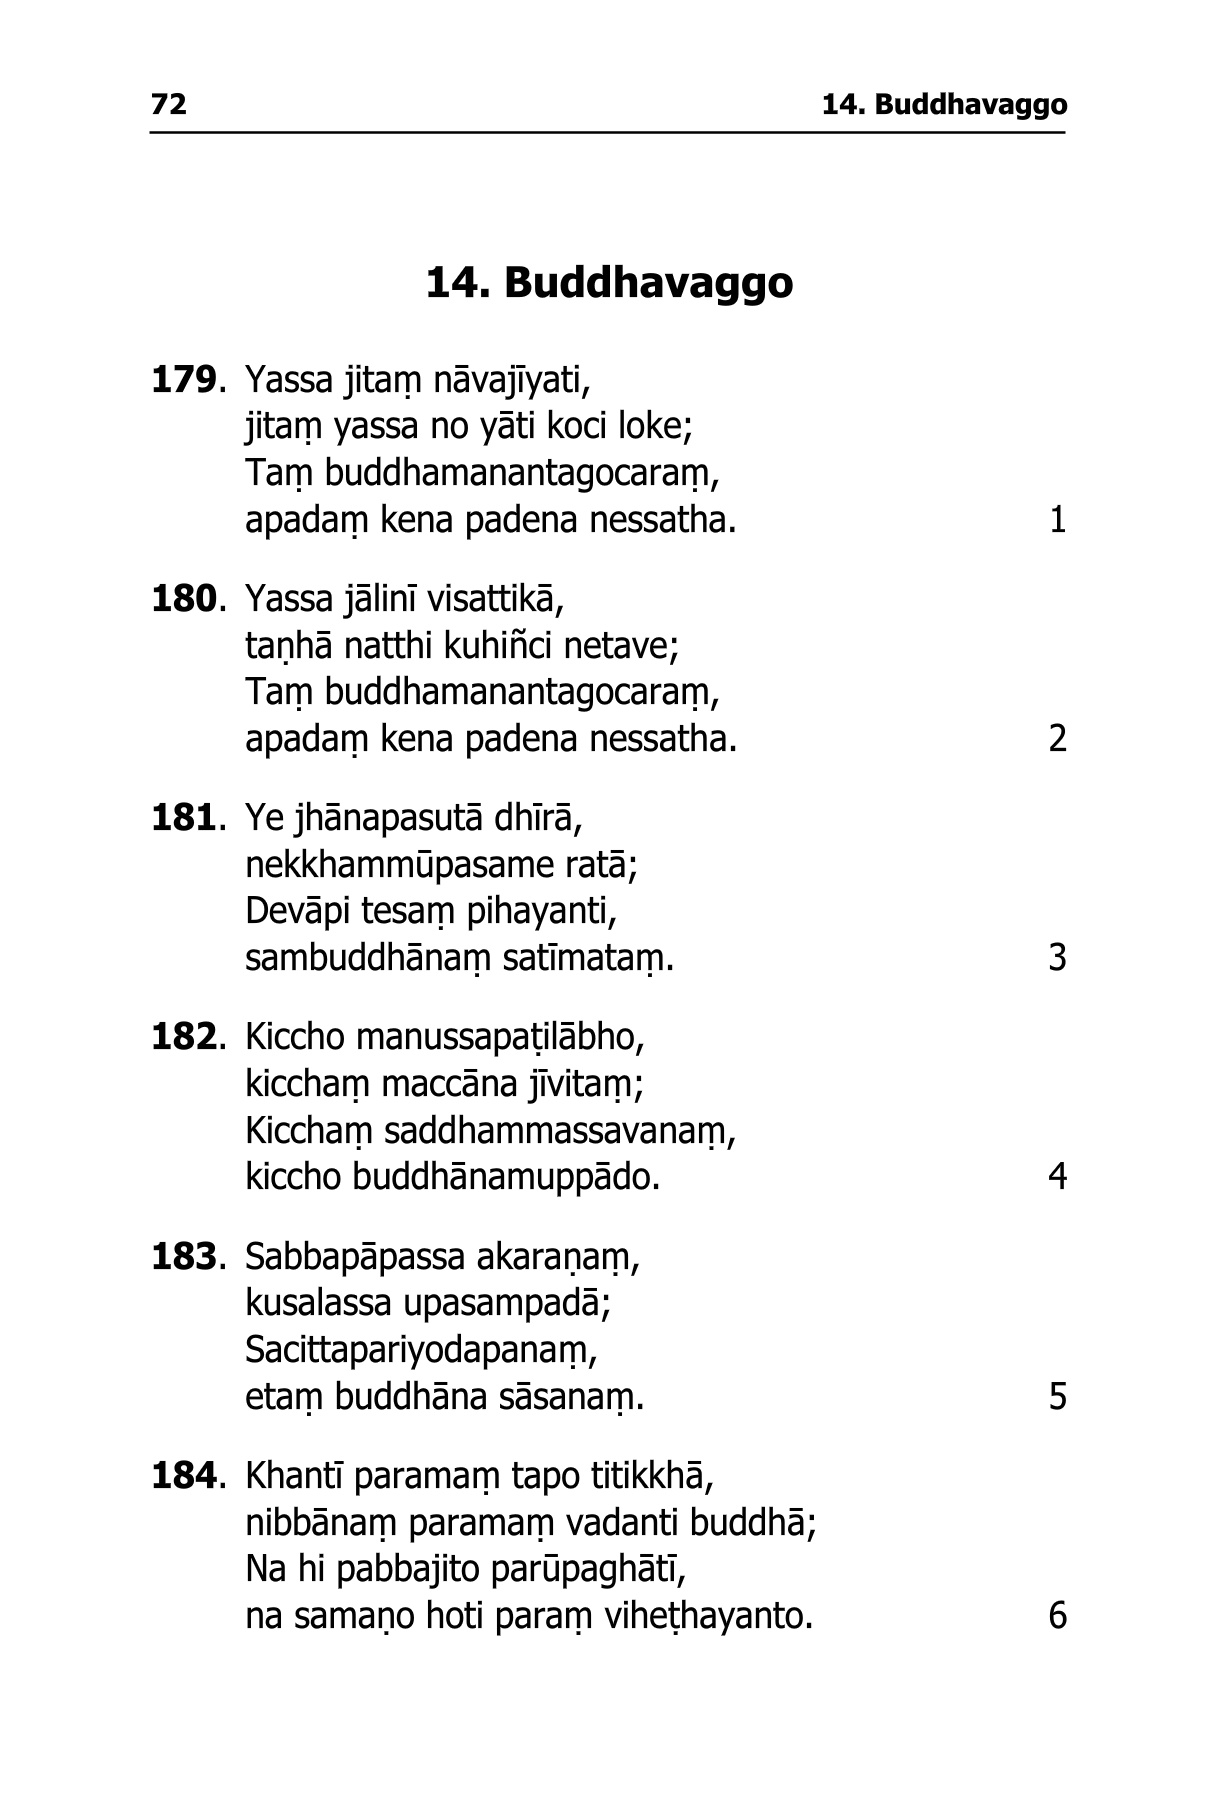 72 14. Buddhavaggo
14. Buddhavaggo
179. Yassa jitaṃ nāvajīyati,
jitaṃ yassa no yāti koci loke;
Taṃ buddhamanantagocaraṃ,
apadaṃ kena padena nessatha. 1
180. Yassa jālinī visattikā,
taṇhā natthi kuhiñci netave;
Taṃ buddhamanantagocaraṃ,
apadaṃ kena padena nessatha. 2
181. Ye jhānapasutā dhīrā,
nekkhammūpasame ratā;
Devāpi tesaṃ pihayanti,
sambuddhānaṃ satīmataṃ. 3
182. Kiccho manussapaṭilābho,
kicchaṃ maccāna jīvitaṃ;
Kicchaṃ saddhammassavanaṃ,
kiccho buddhānamuppādo. 4
183. Sabbapāpassa akaraṇaṃ,
kusalassa upasampadā;
Sacittapariyodapanaṃ,
etaṃ buddhāna sāsanaṃ. 5
184. Khantī paramaṃ tapo titikkhā,
nibbānaṃ paramaṃ vadanti buddhā;
Na hi pabbajito parūpaghātī,
na samaṇo hoti paraṃ viheṭhayanto. 6